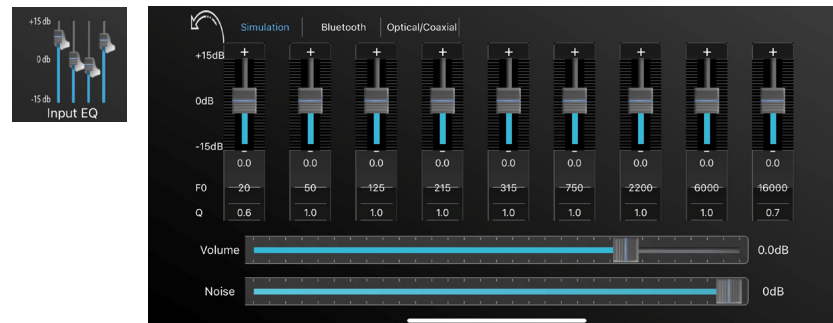 +15 db
0 db
-15 db
Input EQ
Simulation Bluetooth Optical/Coaxial
+ + + + + + + + +
+15dB
0dB
-15dB
- - - - - - - - -
0.0 0.0 0.0 0.0 0.0 0.0 0.0 0.0 0.0
F0 20 50 125 215 315 750 2200 6000 16000
Q 0.6 1.0 1.0 1.0 1.0 1.0 1.0 1.0 0.7
Volume 0.0dB
Noise 0dB